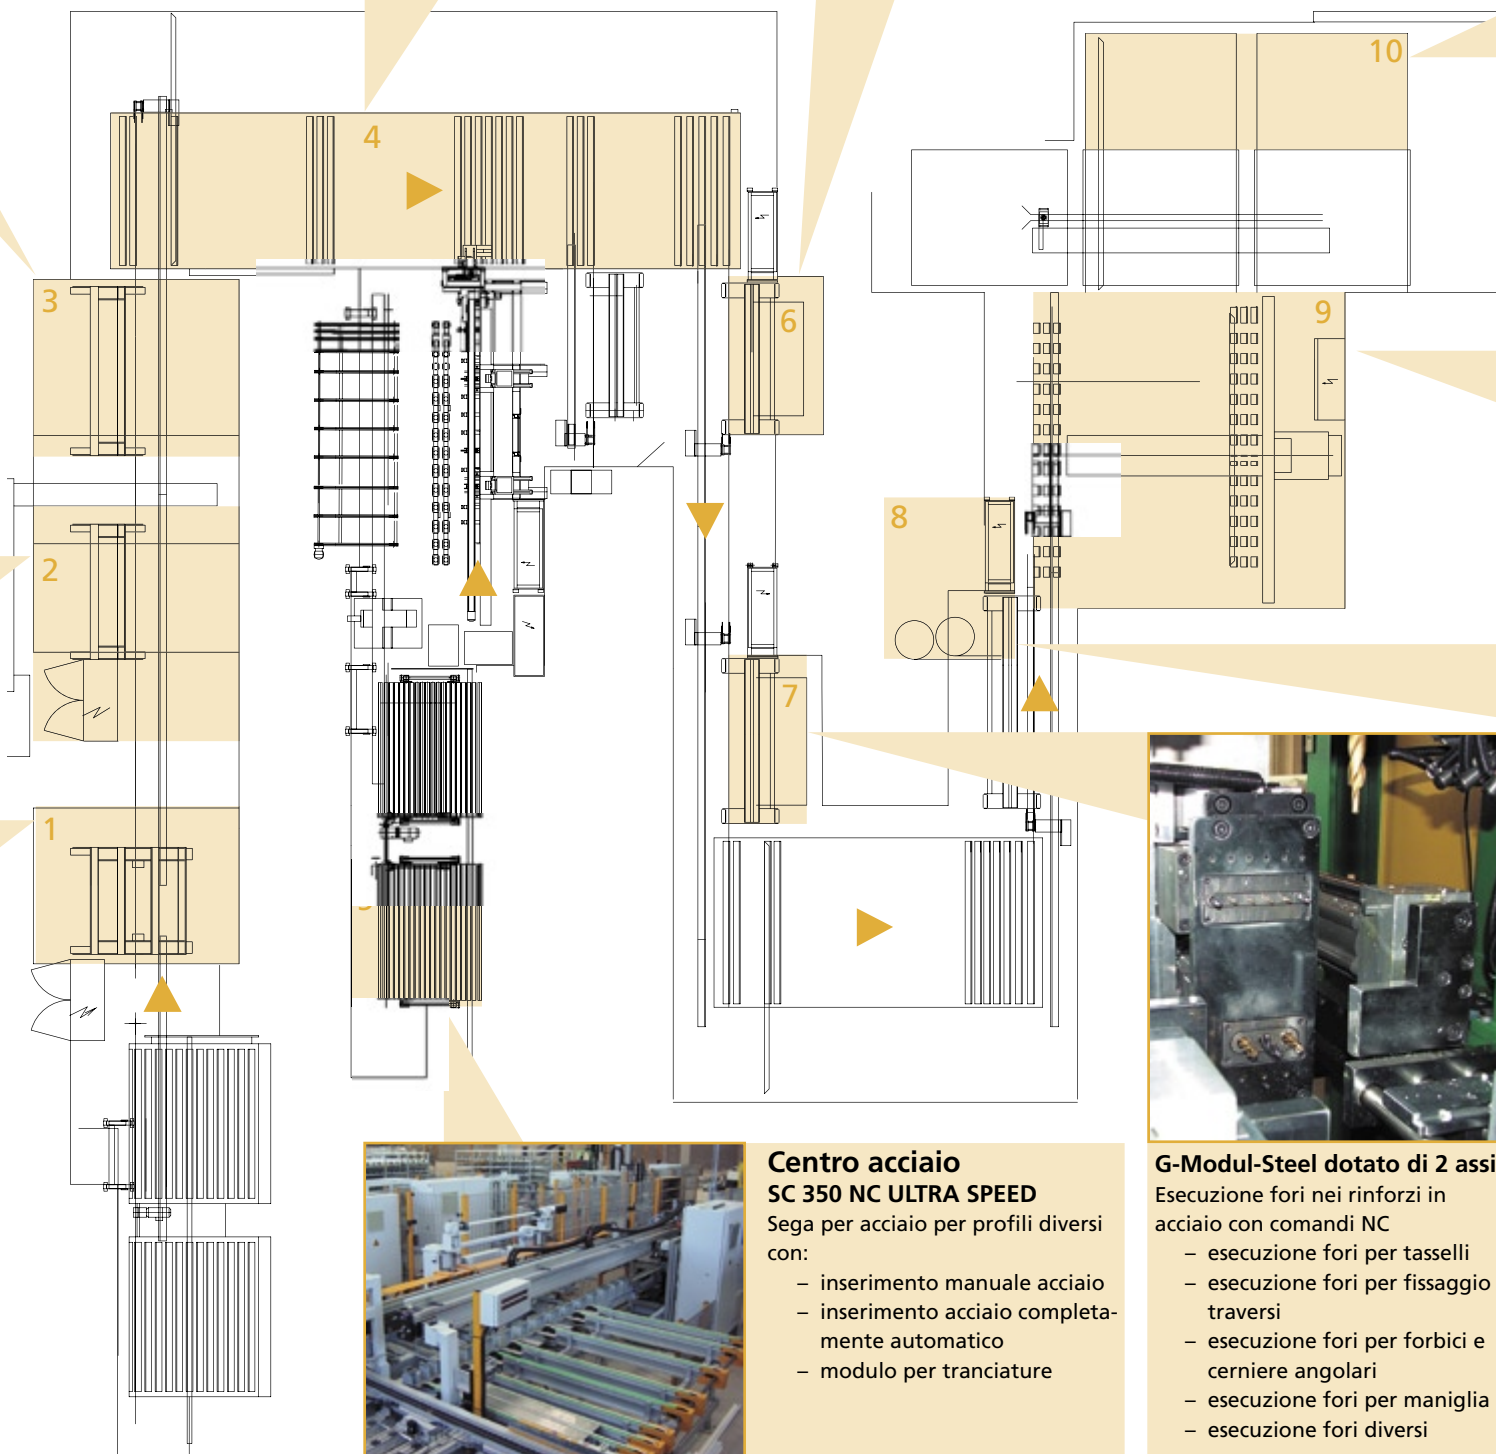 10
4
3
6
9
8
2
7
1
Centro acciaio
SC 350 NC ULTRA SPEED
Sega per acciaio per profili diversi
con:
– inserimento manuale acciaio
– inserimento acciaio completa-
mente automatico
– modulo per tranciature
G-Modul-Steel dotato di 2 assi
Esecuzione fori nei rinforzi in
acciaio con comandi NC
– esecuzione fori per tasselli
– esecuzione fori per fissaggio
traversi
– esecuzione fori per forbici e
cerniere angolari
– esecuzione fori per maniglia
– esecuzione fori diversi